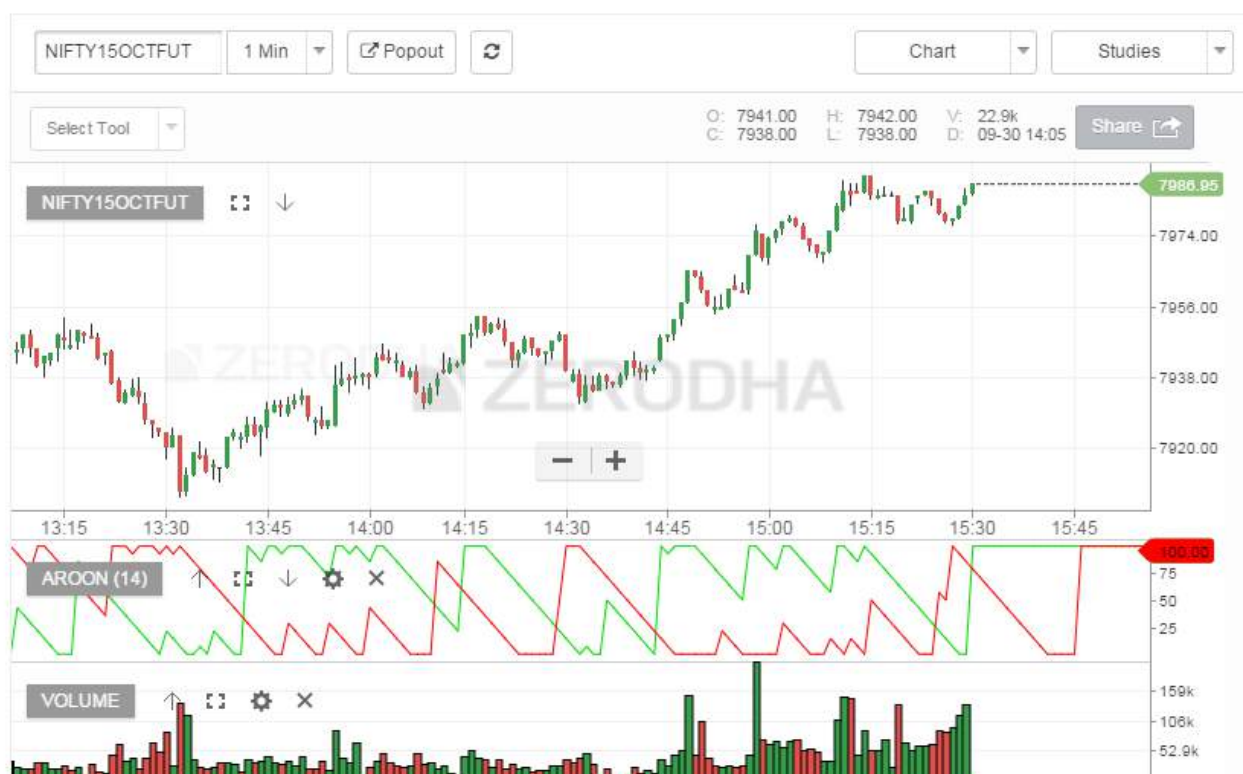 NIFTY15OCTFUT 1 Min Popout Chart Studies
Select Tool O: 7941.00 H: 7942.00 V: 22.9k Share
C: 7938.00 L: 7938.00 D: 09-30 14:05
NIFTY15OCTFUT 7986.95
7974.00
7956.00
ZERODHA ZERODHA
7938.00
7920.00
13:15 13:30 13:45 14:00 14:15 14:30 14:45 15:00 15:15 15:30 15:45
100.00
AROON (14) 75
50
25
VOLUME 159k
106k
52.9k